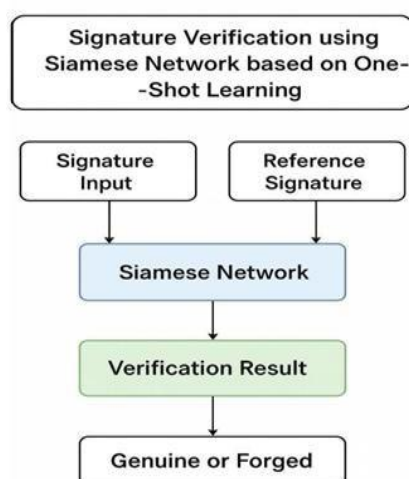 Signature Verification using
Siamese Network based on One-
-Shot Learning
Signature
Input
Reference
Signature
Siamese Network
Verification Result
Genuine or Forged